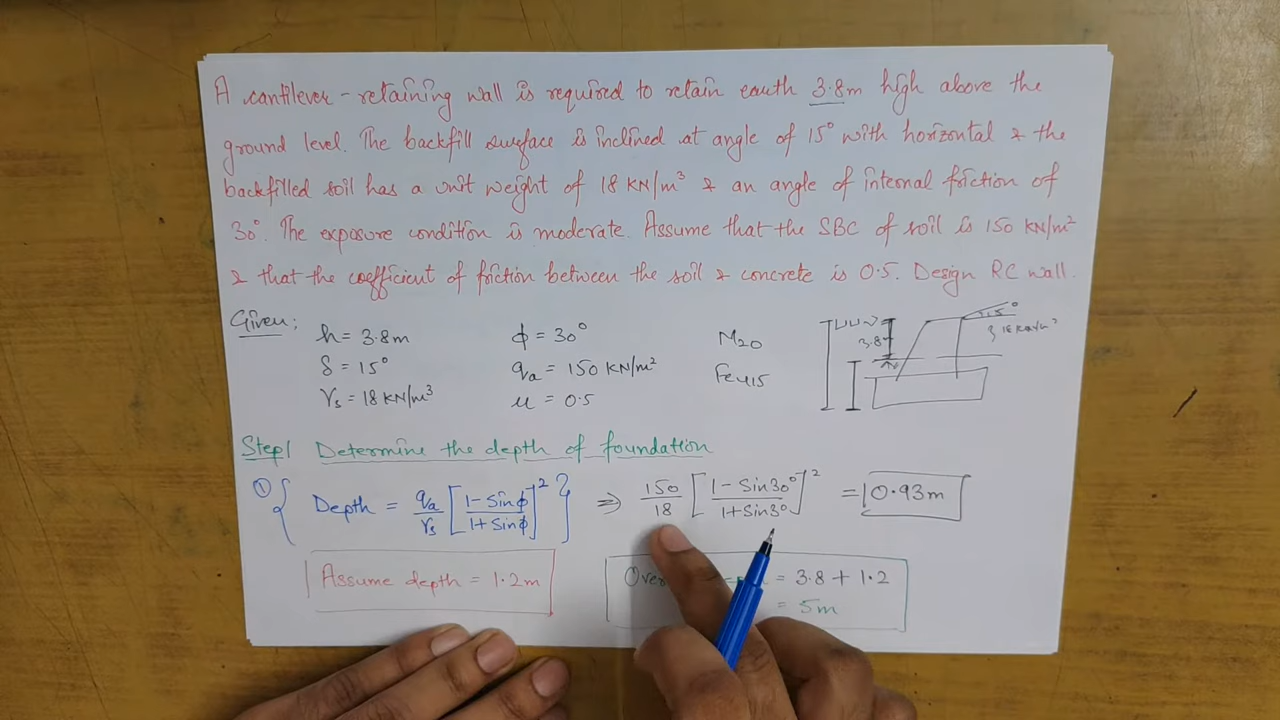 A cantilever-retaining wall is required to retain earth 3.8m high above the
ground level. The backfill surface is inclined at angle of 15° with horizontal & the
backfilled soil has a unit weight of 18 KN/m³ & an angle of internal friction of
30°. The exposure condition is moderate. Assume that the SBC of soil is 150 KN/m²
& that the coefficient of friction between the soil & concrete is 0.5. Design RC wall.
Given:
h = 3.8m
ϕ = 30°
M20
δ = 15°
qa = 150 KN/m²
Fe415
γs = 18 KN/m³
μ = 0.5
15°
3.8
18 KN/m³
Step1 Determine the depth of foundation
① { Depth = qa/γs [1 - Sinϕ / 1 + Sinϕ]² } ⇒ 150/18 [1 - Sin30° / 1 + Sin30]² = 0.93m
Assume depth = 1.2m
Over = 3.8 + 1.2
= 5m